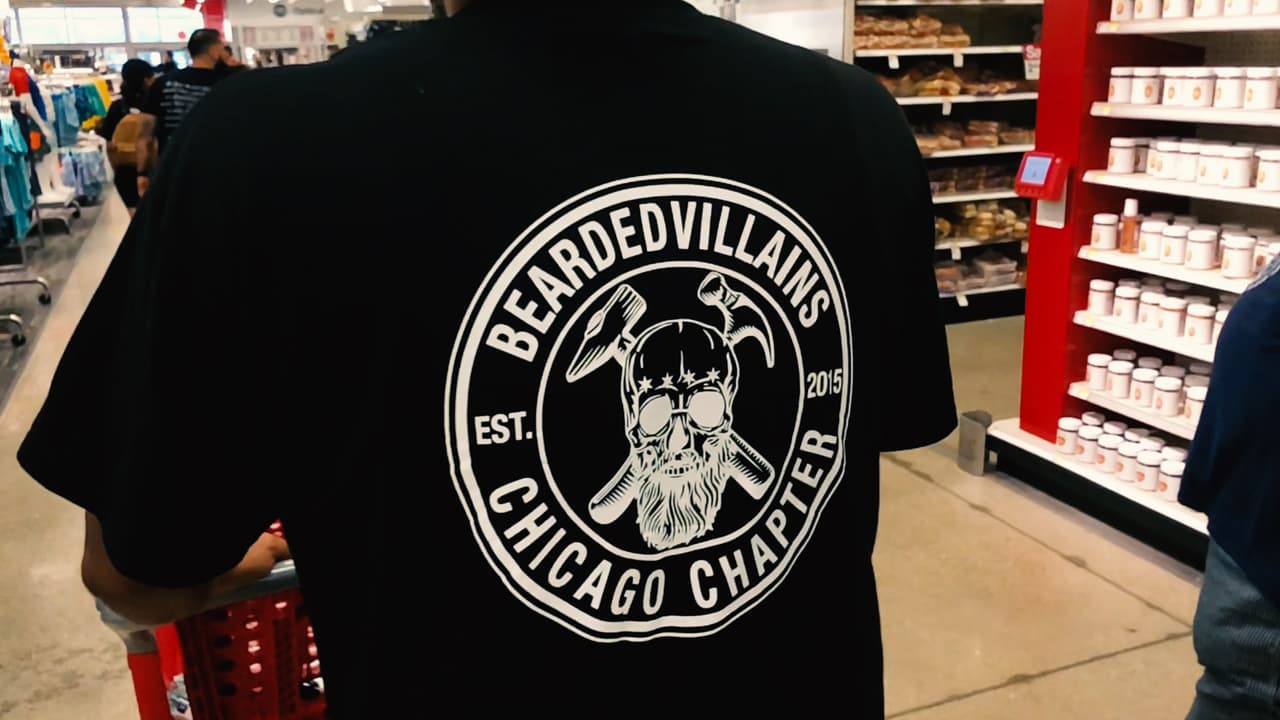 BEARDEDVILLAINS
EST.
2015
CHICAGO CHAPTER